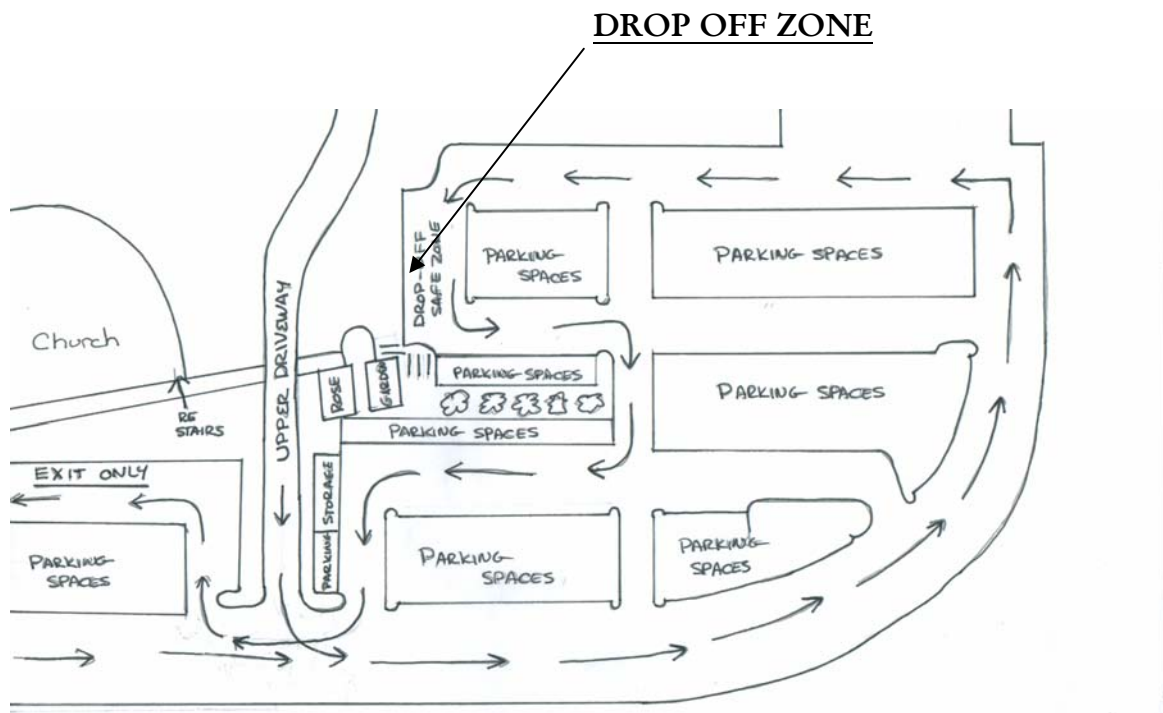 DROP OFF ZONE
DROP-OFF
SAFE ZONE
PARKING
SPACES
PARKING SPACES
UPPER DRIVEWAY
Church
RE
STAIRS
ROSE
GARDEN
PARKING SPACES
PARKING SPACES
PARKING SPACES
EXIT ONLY
STORAGE
PARKING
PARKING
SPACES
PARKING
SPACES
PARKING
SPACES